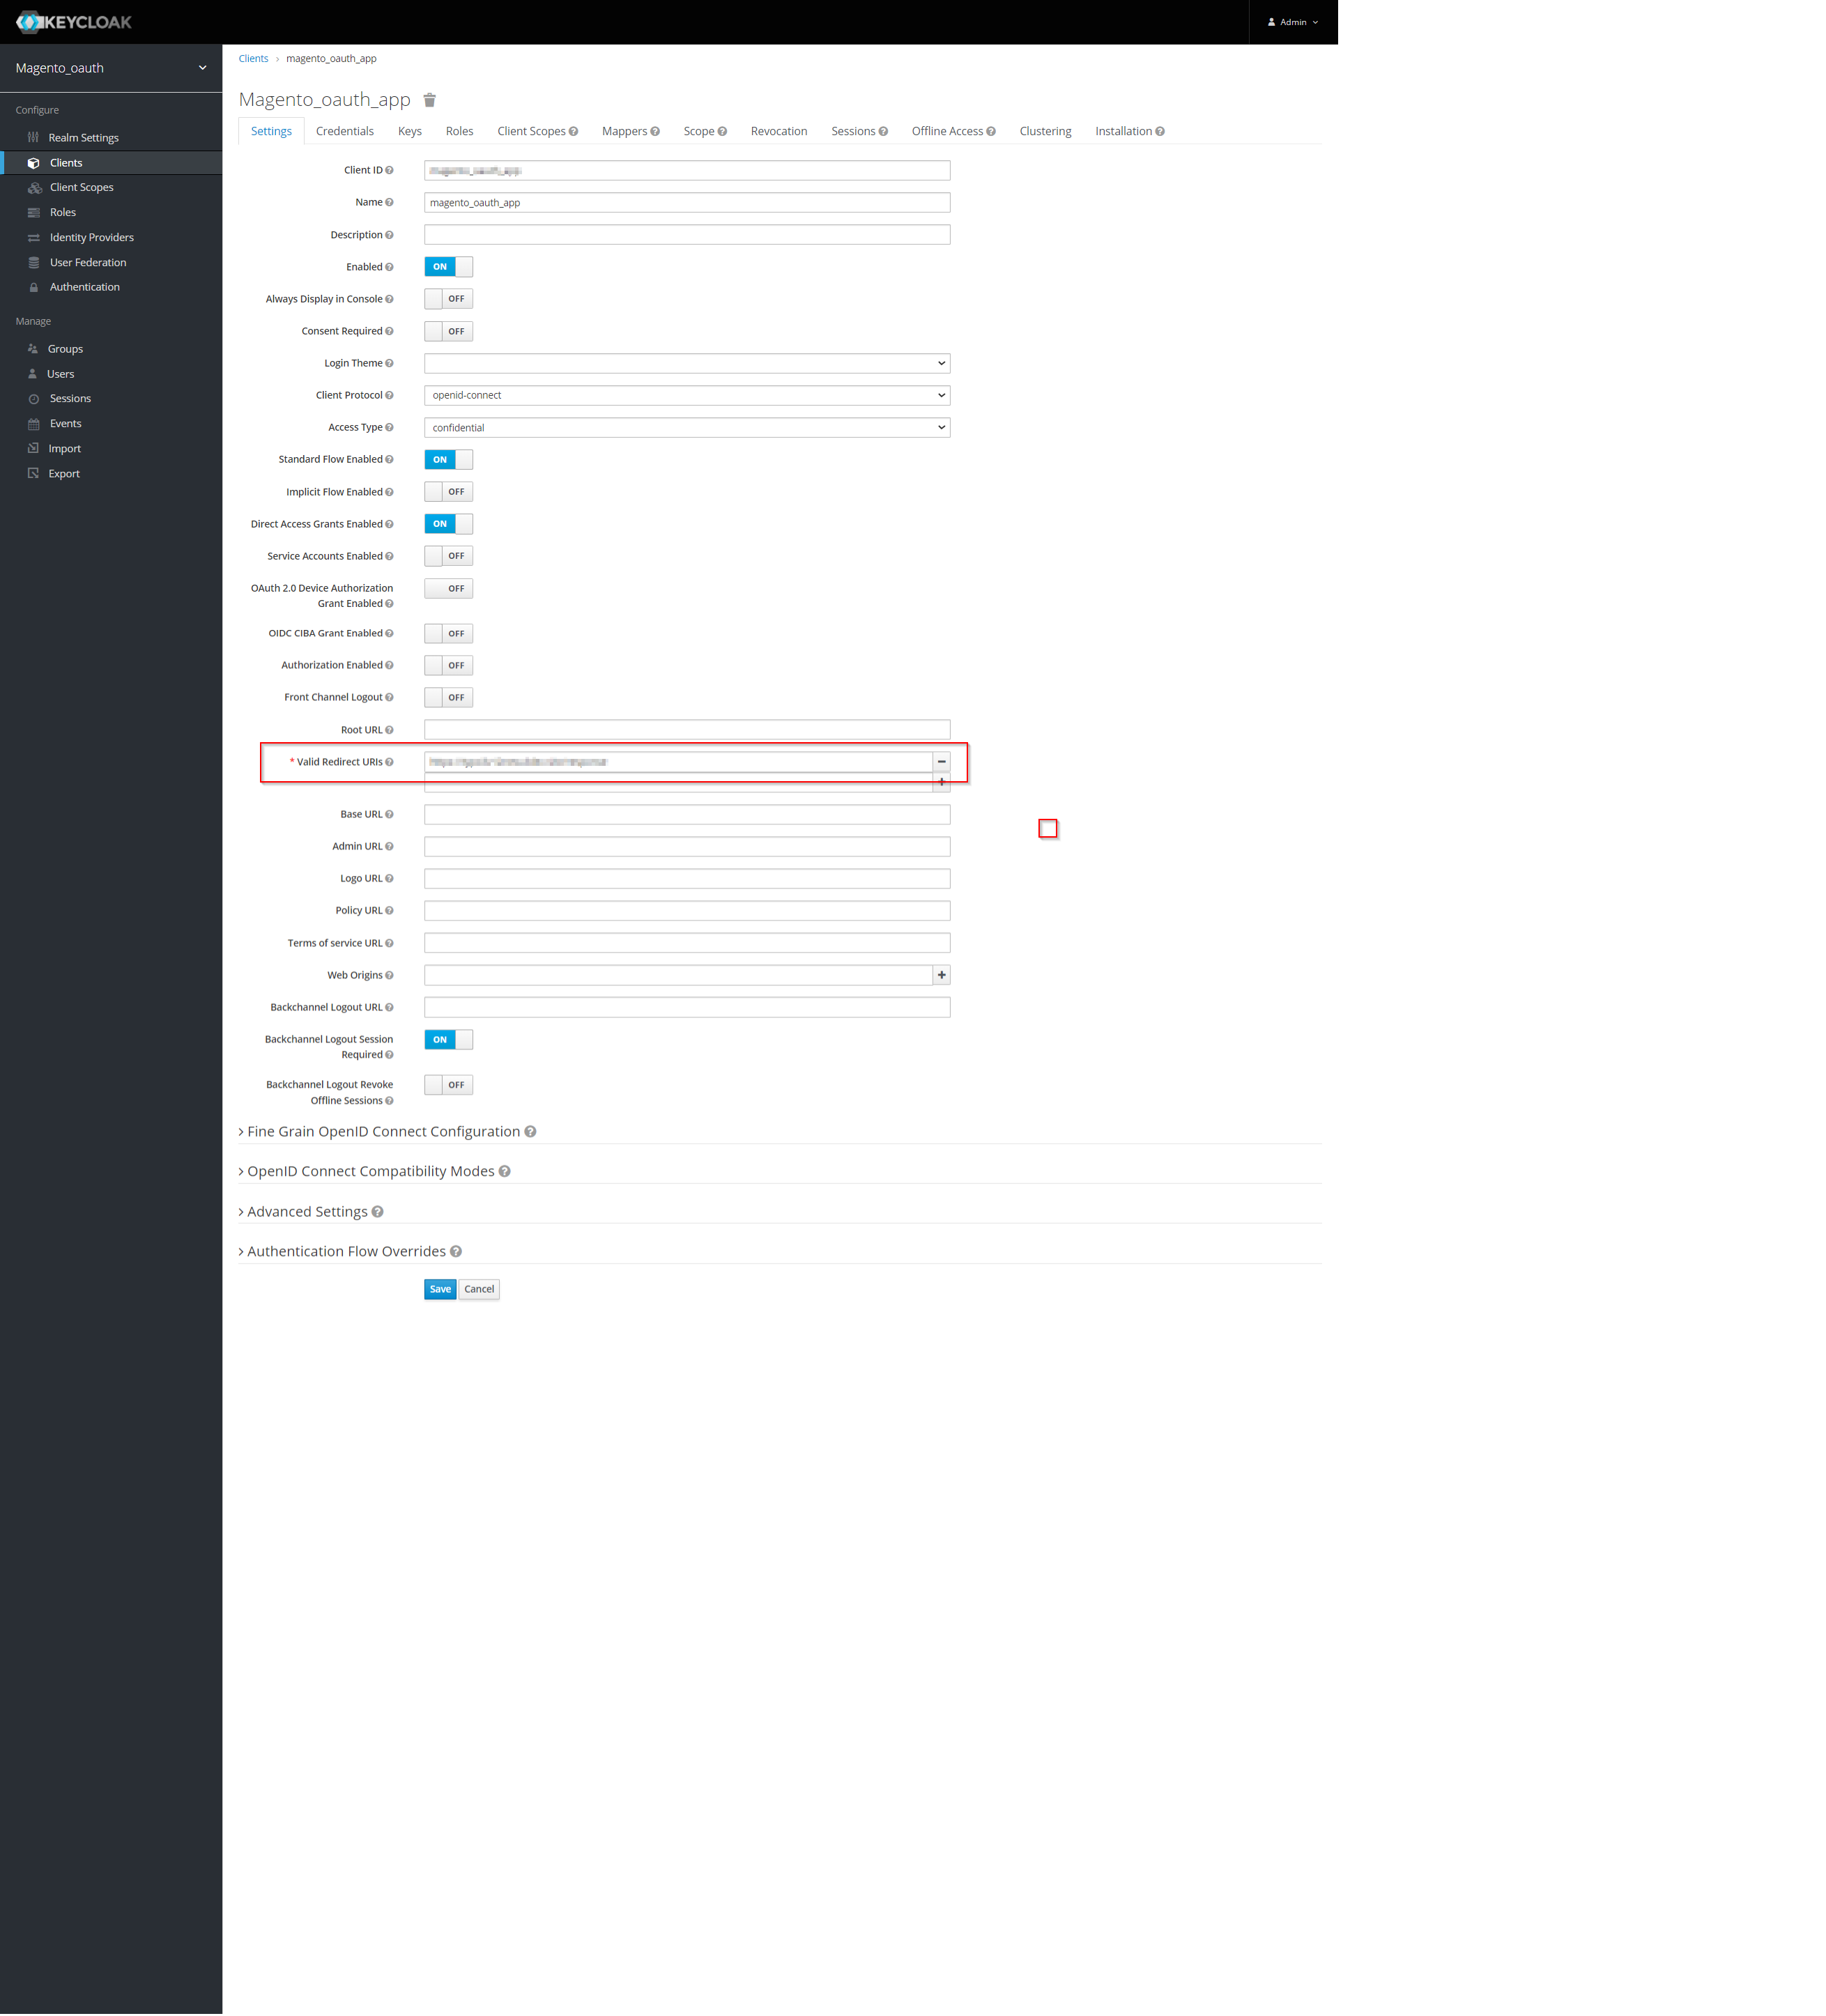 KEYCLOAK
Admin
Magento_oauth
Configure
Realm Settings
Clients
Client Scopes
Roles
Identity Providers
User Federation
Authentication
Manage
Groups
Users
Sessions
Events
Import
Export
Clients > magento_oauth_app
Magento_oauth_app
Settings Credentials Keys Roles Client Scopes Mappers Scope Revocation Sessions Offline Access Clustering Installation
Client ID
Name magento_oauth_app
Description
Enabled ON
Always Display in Console OFF
Consent Required OFF
Login Theme
Client Protocol openid-connect
Access Type confidential
Standard Flow Enabled ON
Implicit Flow Enabled OFF
Direct Access Grants Enabled ON
Service Accounts Enabled OFF
OAuth 2.0 Device Authorization OFF
Grant Enabled
OIDC CIBA Grant Enabled OFF
Authorization Enabled OFF
Front Channel Logout OFF
Root URL
* Valid Redirect URIs
Base URL
Admin URL
Logo URL
Policy URL
Terms of service URL
Web Origins
Backchannel Logout URL
Backchannel Logout Session ON
Required
Backchannel Logout Revoke OFF
Offline Sessions
Fine Grain OpenID Connect Configuration
OpenID Connect Compatibility Modes
Advanced Settings
Authentication Flow Overrides
Save Cancel